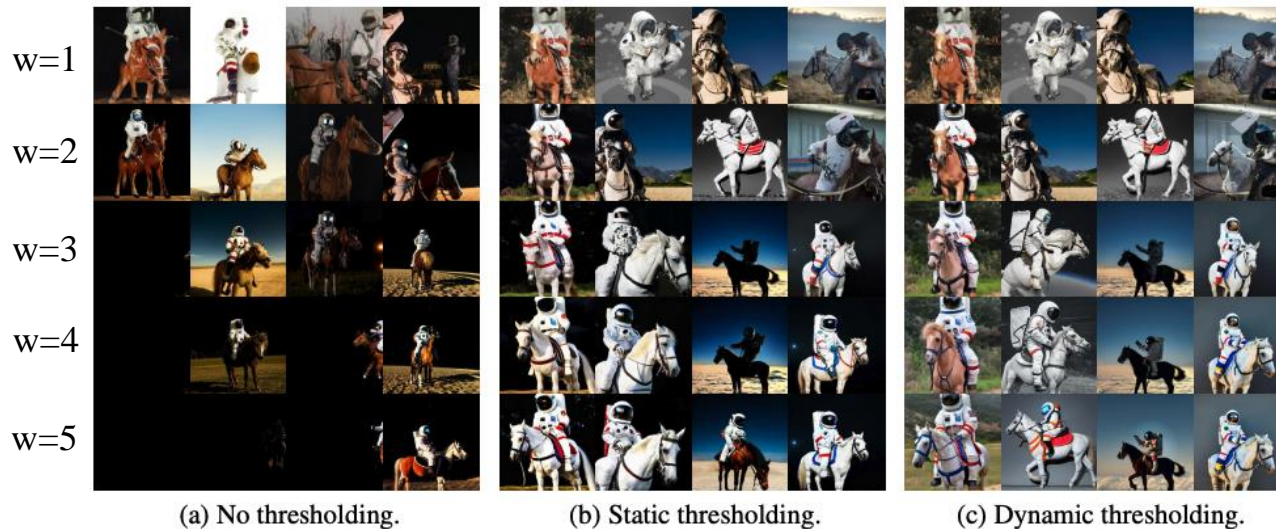 w=1
w=2
w=3
w=4
w=5
(a) No thresholding.
(b) Static thresholding.
(c) Dynamic thresholding.